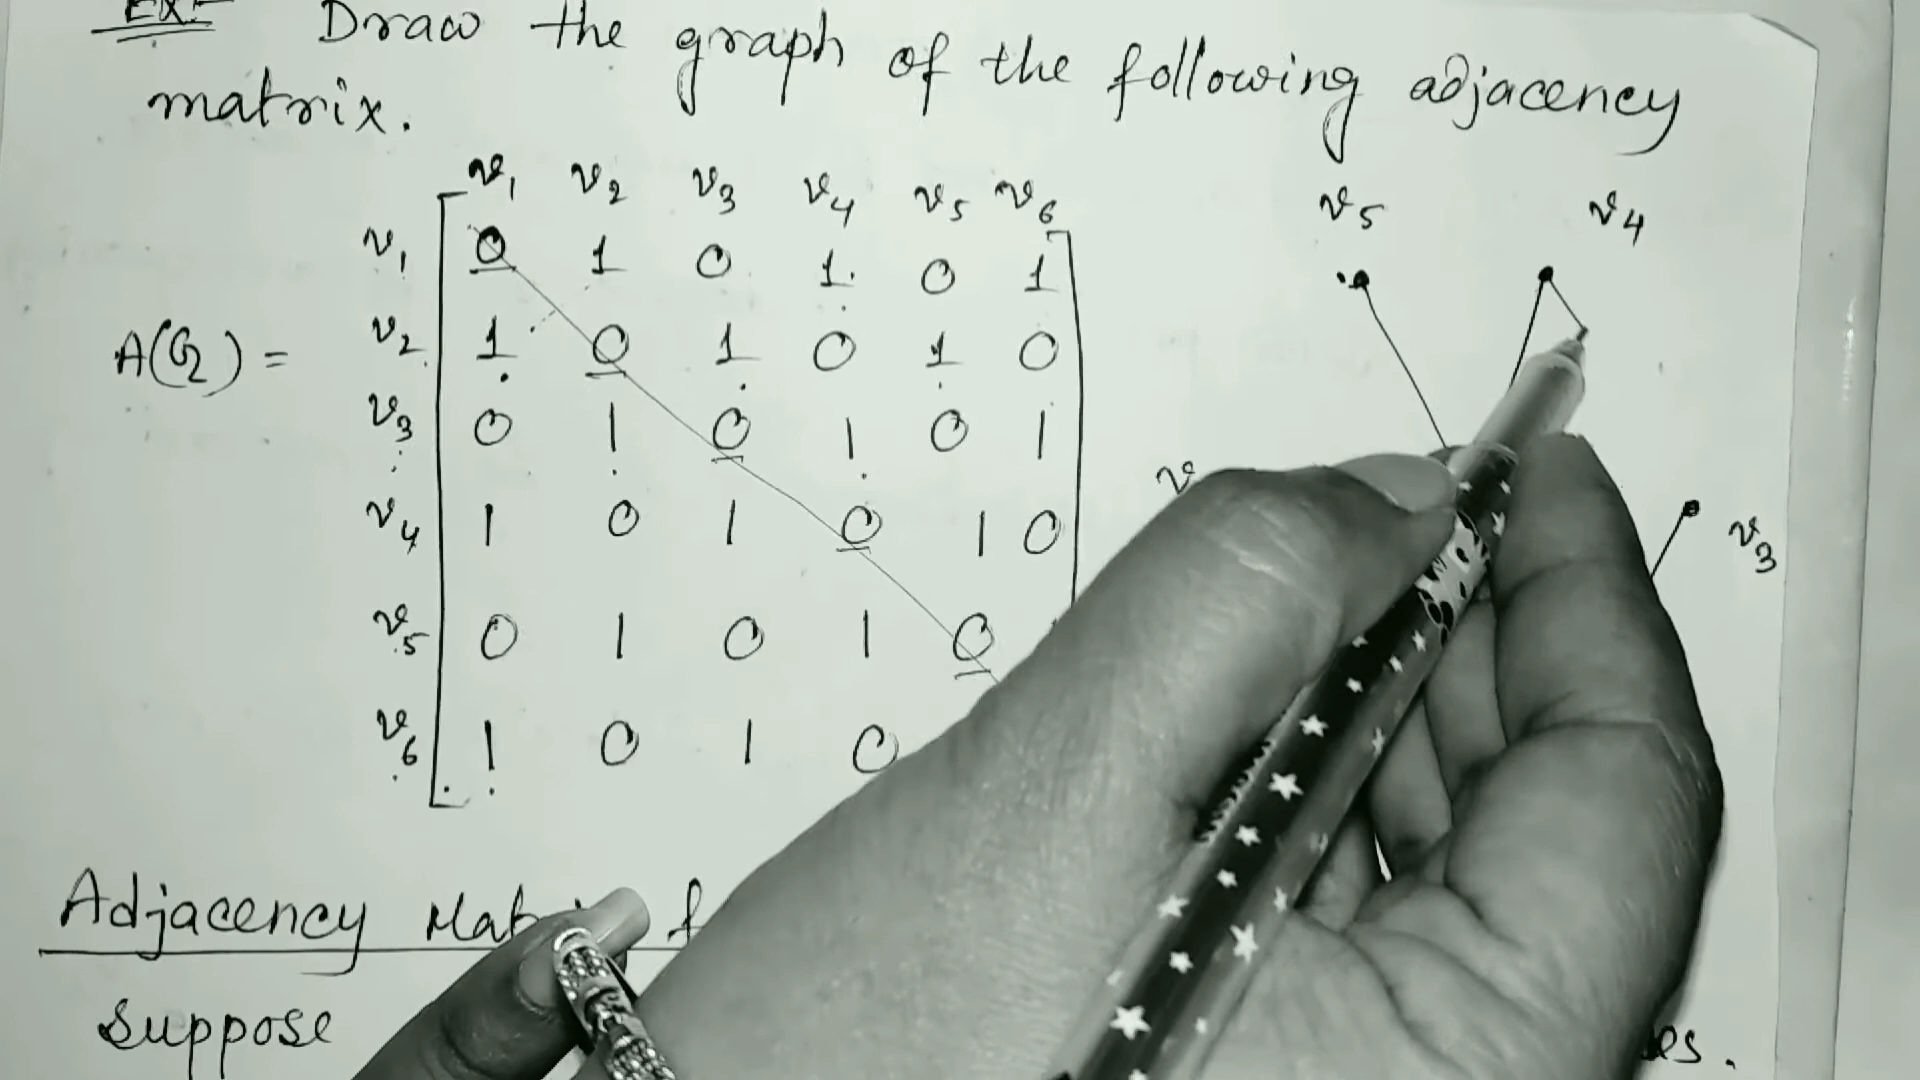 Ex:- Draw the graph of the following adjacency
matrix.
v1 v2 v3 v4 v5 v6
v1 0 1 0 1 0 1
A(G2) = v2 1 0 1 0 1 0
v3 0 1 0 1 0 1
v4 1 0 1 0 1 0
v5 0 1 0 1 0
v6 1 0 1 0
v5 v4
v
v3
Adjacency
Suppose